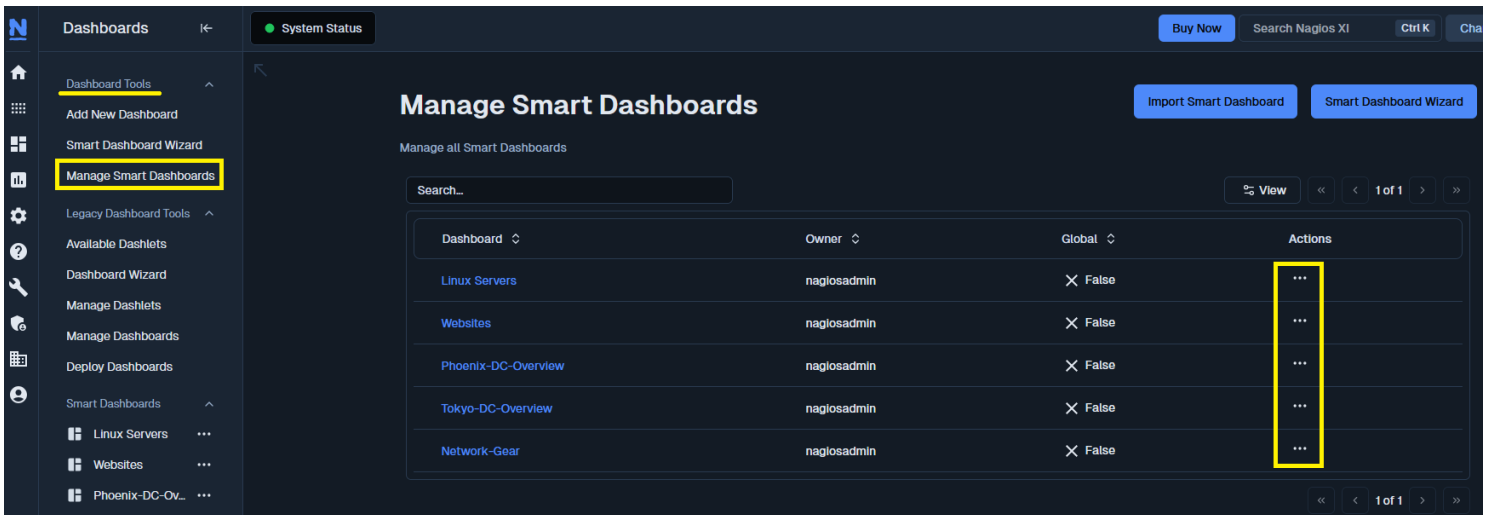 N
Dashboards
System Status
Buy Now
Search Nagios XI
Ctrl K
Cha
Dashboard Tools
Add New Dashboard
Smart Dashboard Wizard
Manage Smart Dashboards
Legacy Dashboard Tools
Available Dashlets
Dashboard Wizard
Manage Dashlets
Manage Dashboards
Deploy Dashboards
Smart Dashboards
Linux Servers ...
Websites ...
Phoenix-DC-Ov... ...
Manage Smart Dashboards
Import Smart Dashboard
Smart Dashboard Wizard
Manage all Smart Dashboards
Search...
View
« < 1 of 1 > »
Dashboard Owner Global Actions
Linux Servers nagiosadmin False ...
Websites nagiosadmin False ...
Phoenix-DC-Overview nagiosadmin False ...
Tokyo-DC-Overview nagiosadmin False ...
Network-Gear nagiosadmin False ...
« < 1 of 1 > »